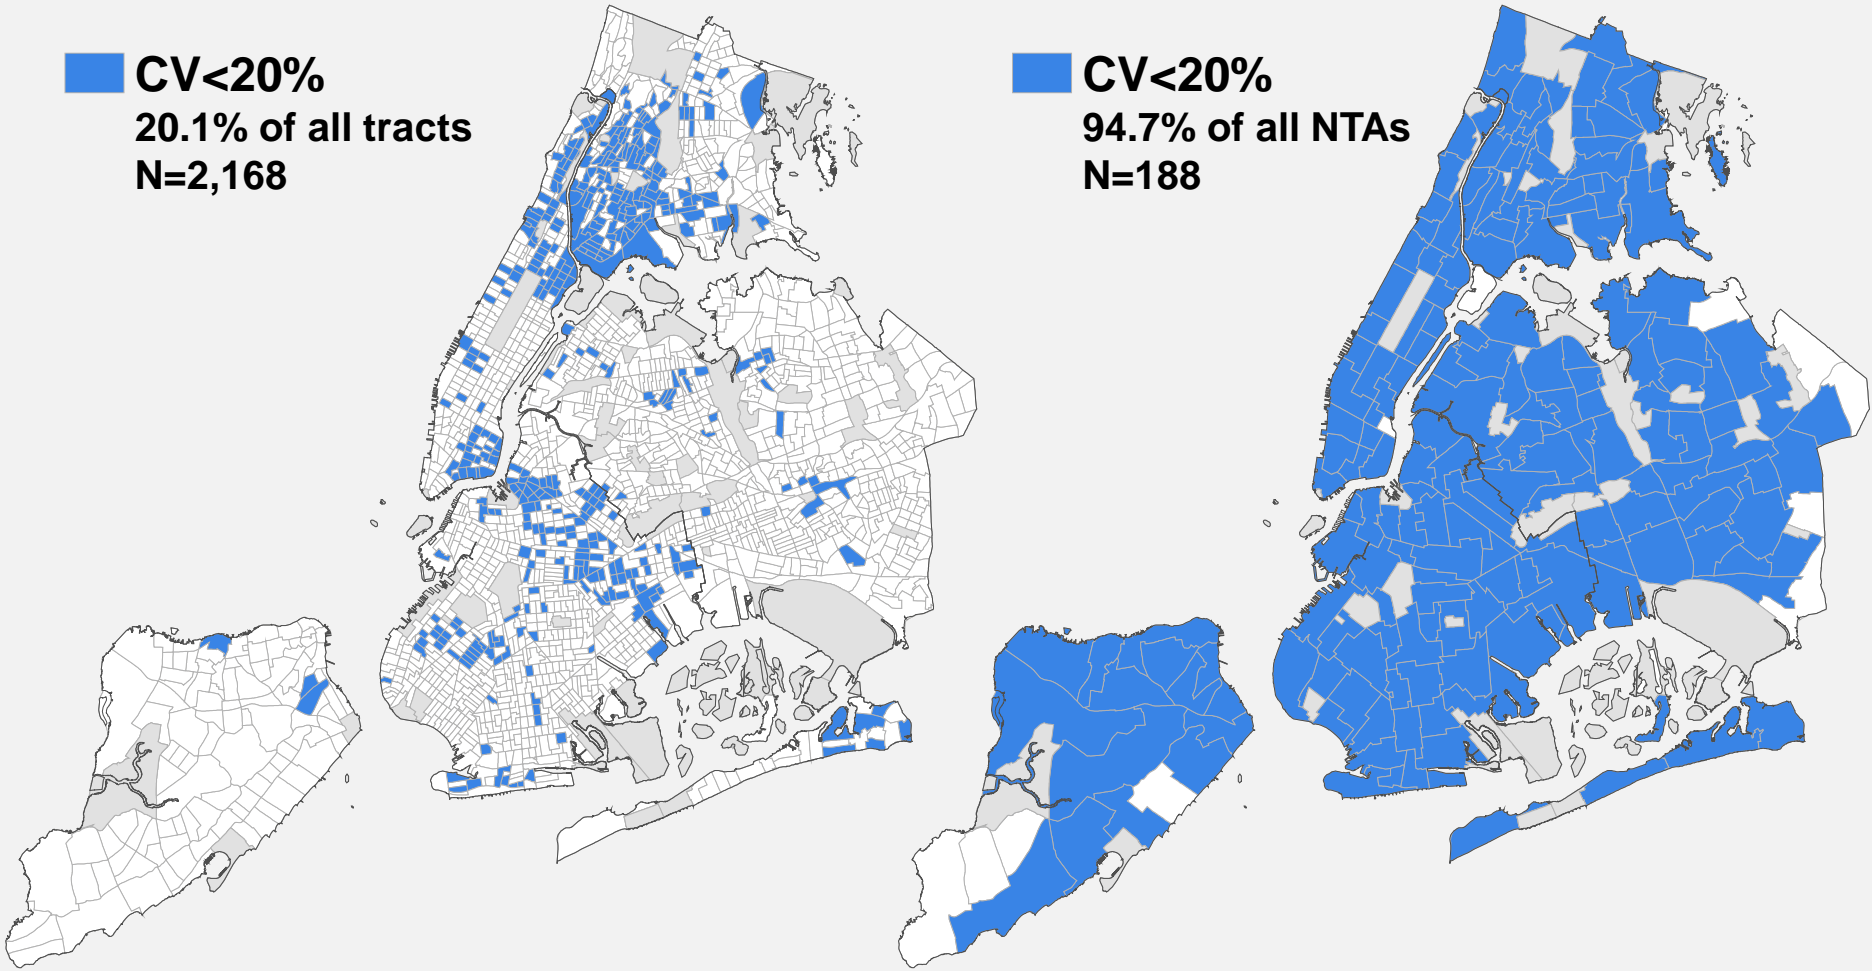 CV<20%
20.1% of all tracts
N=2,168
CV<20%
94.7% of all NTAs
N=188